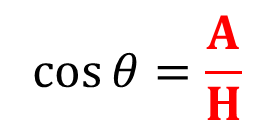 cos θ = A/H